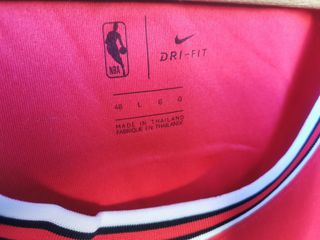 NBA
DRI-FIT
48 L G G
MADE IN THAILAND
FABRIQUÉ EN THAÏLANDE